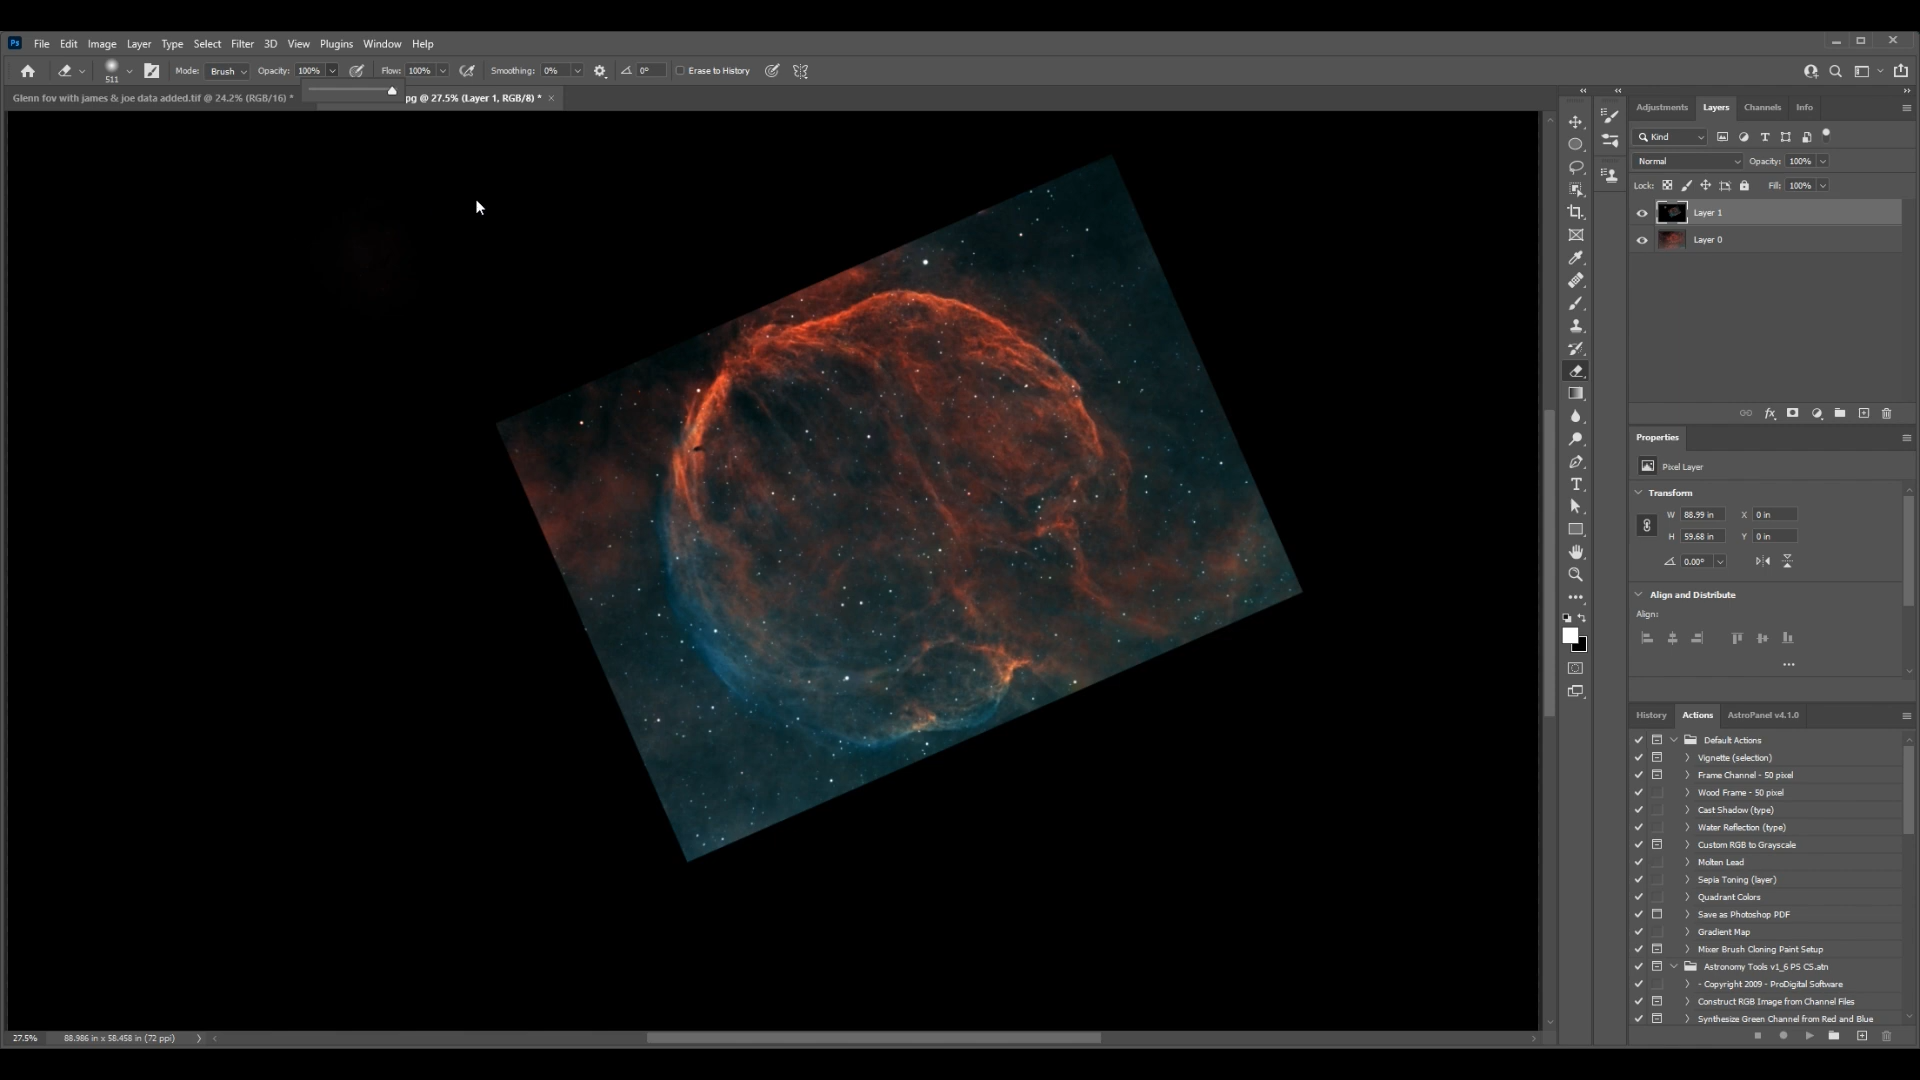 Ps File Edit Image Layer Type Select Filter 3D View Plugins Window Help
511 Mode: Brush Opacity: 100% Flow: 100% Smoothing: 0% 0° Erase to History
Glenn fov with james & joe data added.tif @ 24.2% (RGB/16) * pg @ 27.5% (Layer 1, RGB/8) *
Adjustments Layers Channels Info
Kind
Normal Opacity: 100%
Lock: Fill: 100%
Layer 1
Layer 0
Properties
Pixel Layer
Transform
W 88.99 in X 0 in
H 59.68 in Y 0 in
0.00°
Align and Distribute
Align:
History Actions AstroPanel v4.1.0
Default Actions
Vignette (selection)
Frame Channel - 50 pixel
Wood Frame - 50 pixel
Cast Shadow (type)
Water Reflection (type)
Custom RGB to Grayscale
Molten Lead
Sepia Toning (layer)
Quadrant Colors
Save as Photoshop PDF
Gradient Map
Mixer Brush Cloning Paint Setup
Astronomy Tools v1_6 PS CS.atn
- Copyright 2009 - ProDigital Software
Construct RGB Image from Channel Files
Synthesize Green Channel from Red and Blue
27.5% 88.986 in x 58.458 in (72 ppi)